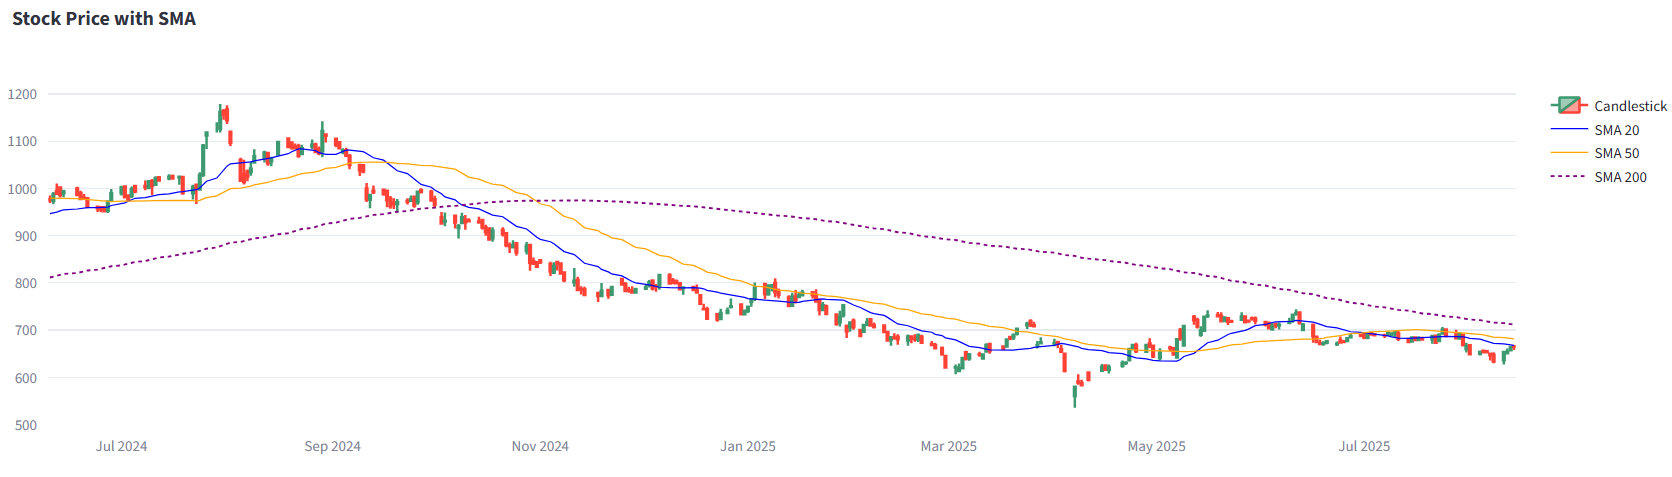 Stock Price with SMA
1200
1100
1000
900
800
700
600
500
Jul 2024
Sep 2024
Nov 2024
Jan 2025
Mar 2025
May 2025
Jul 2025
Candlestick
SMA 20
SMA 50
SMA 200